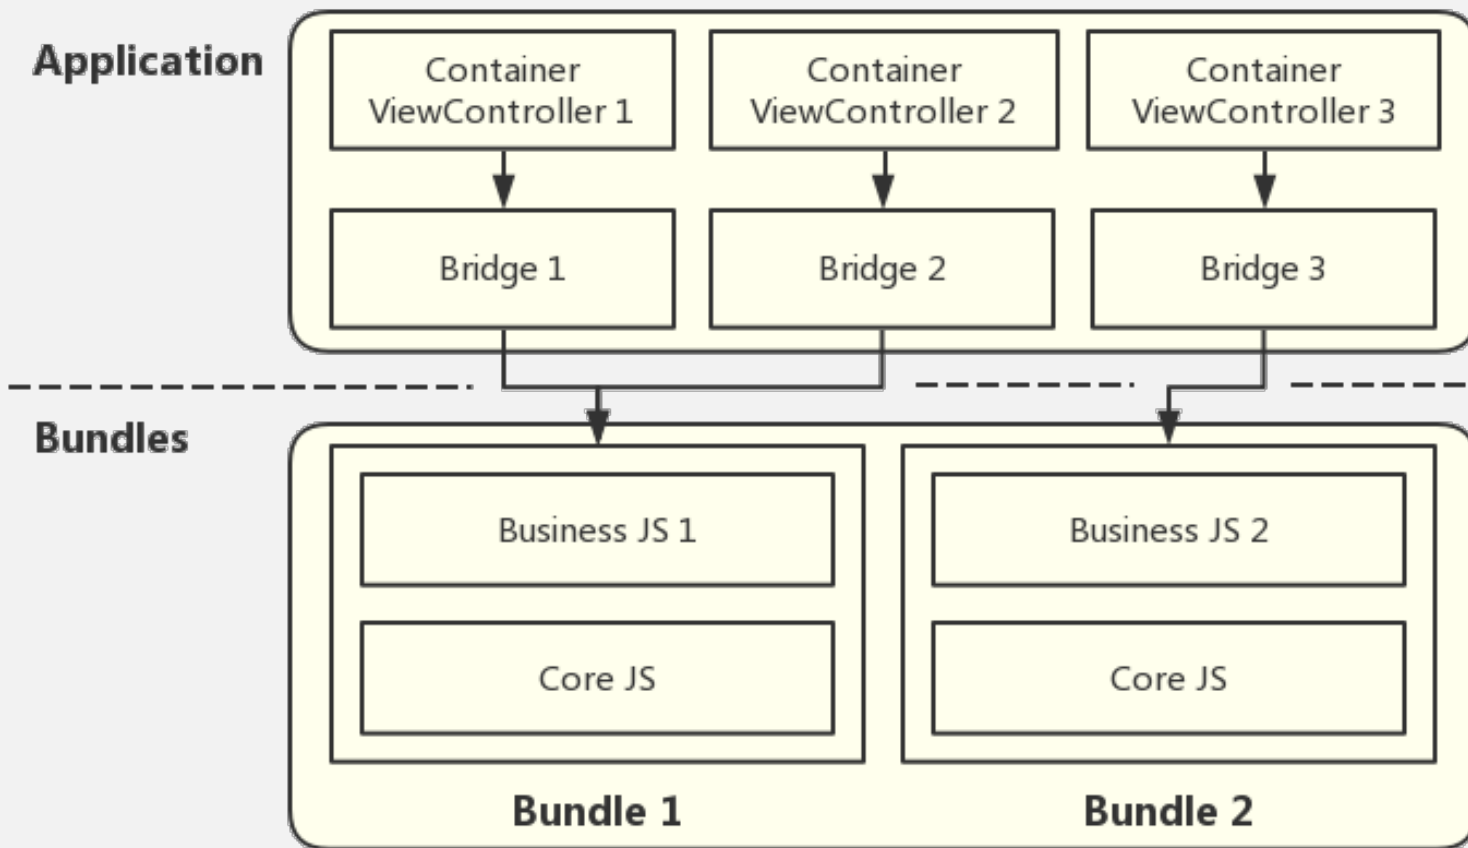 Application
Container
ViewController 1
Container
ViewController 2
Container
ViewController 3
Bridge 1
Bridge 2
Bridge 3
Bundles
Business JS 1
Business JS 2
Core JS
Core JS
Bundle 1
Bundle 2